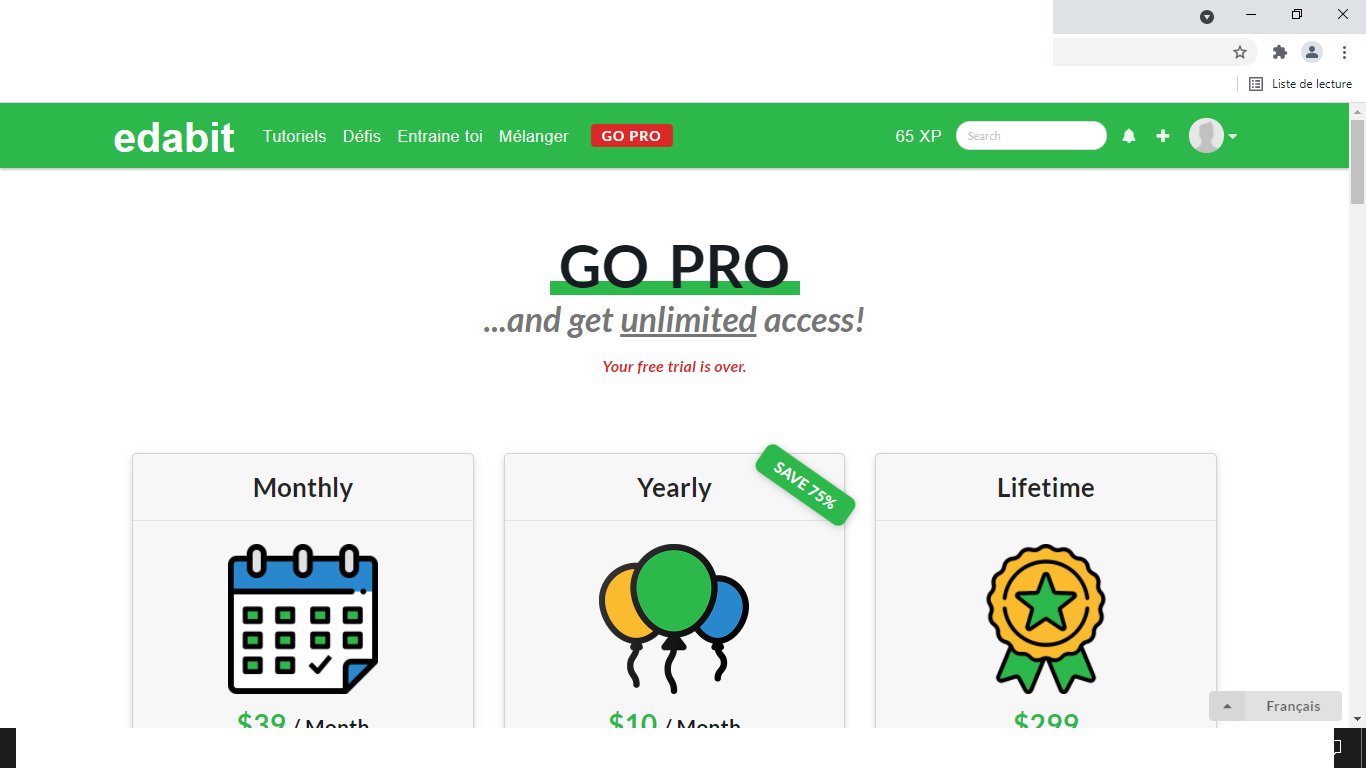 Liste de lecture
edabit Tutoriels Défis Entraine toi Mélanger GO PRO 65 XP Search
GO PRO
...and get unlimited access!
Your free trial is over.
Monthly
Yearly
SAVE 75%
Lifetime
$39 / Month
$10 / Month
$299
Français